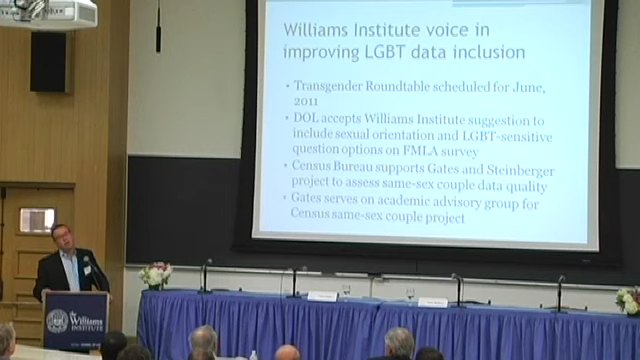 Williams Institute voice in
improving LGBT data inclusion
• Transgender Roundtable scheduled for June,
2011
• DOL accepts Williams Institute suggestion to
include sexual orientation and LGBT-sensitive
question options on FMLA survey
• Census Bureau supports Gates and Steinberger
project to assess same-sex couple data quality
• Gates serves on academic advisory group for
Census same-sex couple project
the
Williams
INSTITUTE